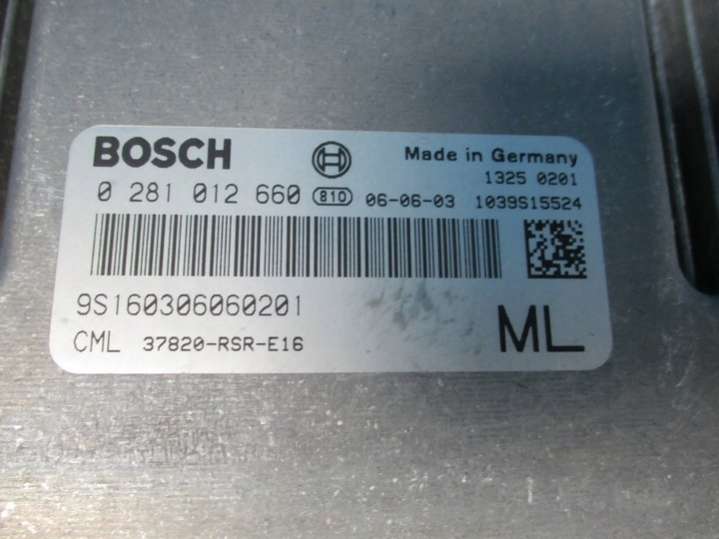 BOSCH Made in Germany
1325 0201
0 281 012 660 810 06-06-03 1039S15524
9S160306060201
CML 37820-RSR-E16 ML